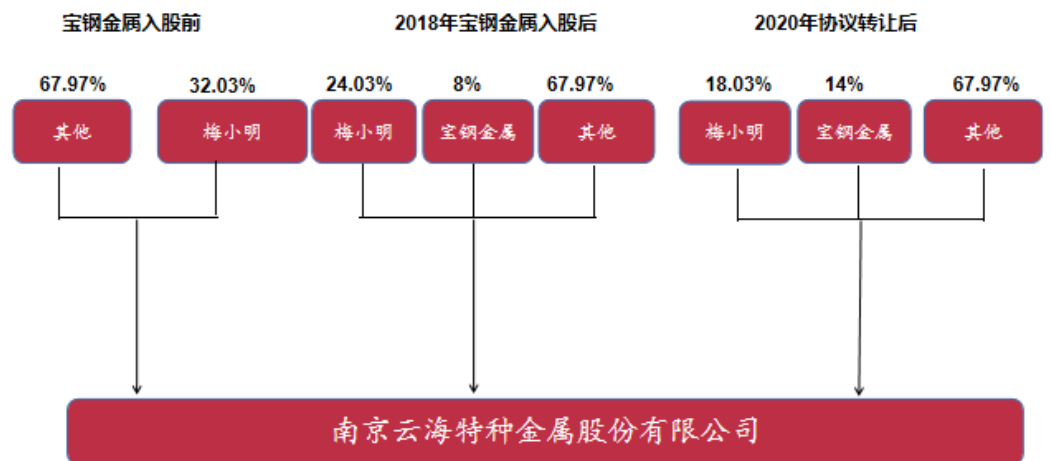 宝钢金属入股前
2018年宝钢金属入股后
2020年协议转让后
67.97%
32.03%
24.03%
8%
67.97%
18.03%
14%
67.97%
其他
梅小明
梅小明
宝钢金属
其他
梅小明
宝钢金属
其他
南京云海特种金属股份有限公司